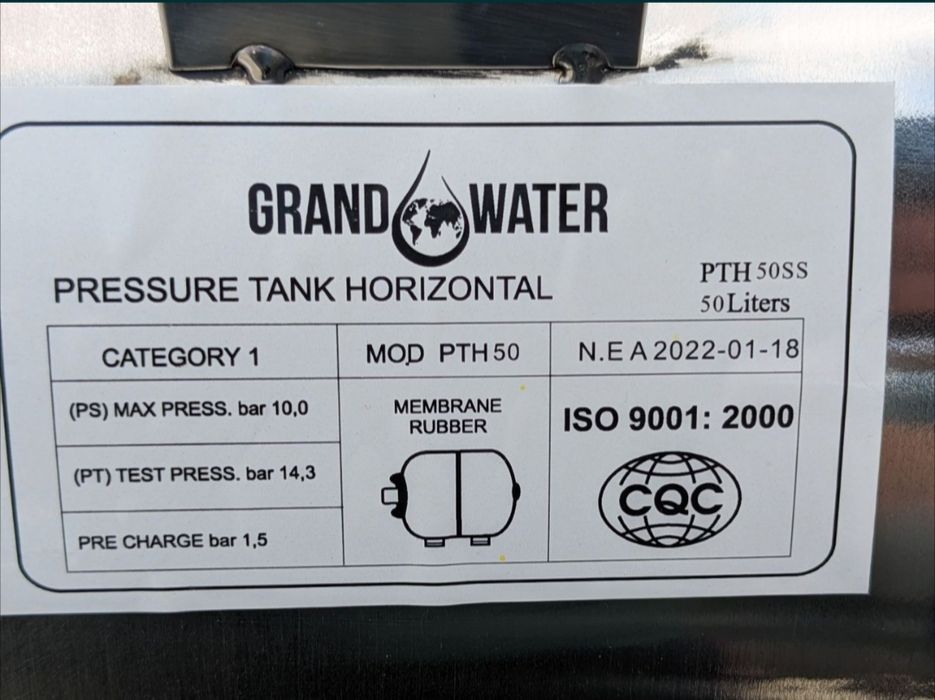 GRAND WATER
PRESSURE TANK HORIZONTAL
PTH 50SS
50 Liters
CATEGORY 1
MOD PTH 50
N.E A 2022-01-18
(PS) MAX PRESS. bar 10,0
(PT) TEST PRESS. bar 14,3
PRE CHARGE bar 1,5
MEMBRANE
RUBBER
ISO 9001: 2000
CQC